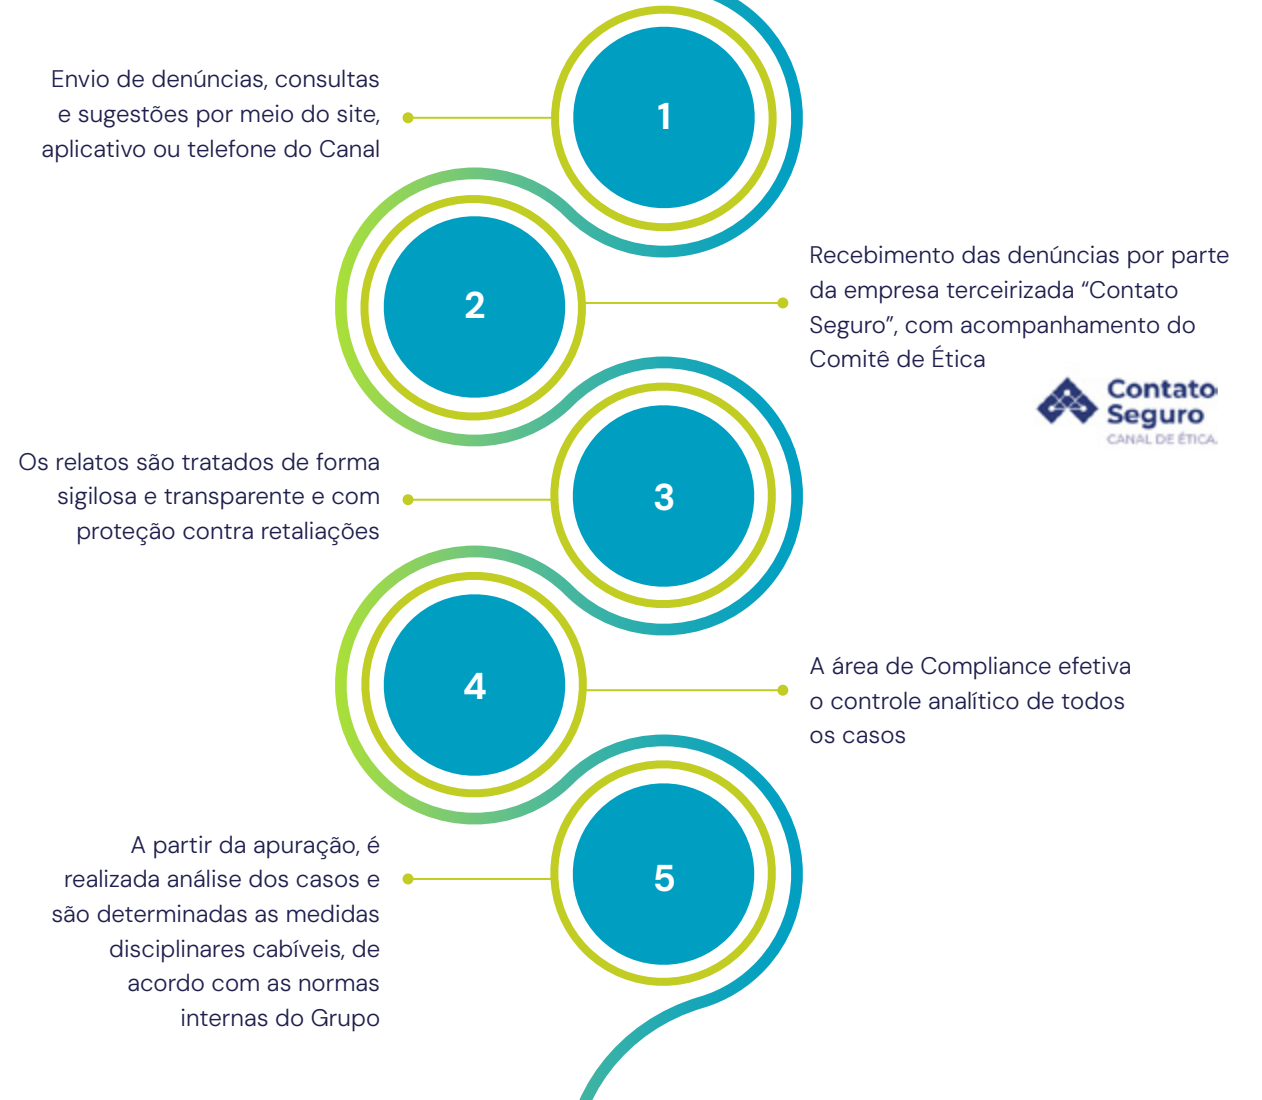 Envio de denúncias, consultas
e sugestões por meio do site,
aplicativo ou telefone do Canal
1
2
Recebimento das denúncias por parte
da empresa terceirizada “Contato
Seguro”, com acompanhamento do
Comitê de Ética
Contato
Seguro
CANAL DE ÉTICA.
Os relatos são tratados de forma
sigilosa e transparente e com
proteção contra retaliações
3
4
A área de Compliance efetiva
o controle analítico de todos
os casos
A partir da apuração, é
realizada análise dos casos e
são determinadas as medidas
disciplinares cabíveis, de
acordo com as normas
internas do Grupo
5